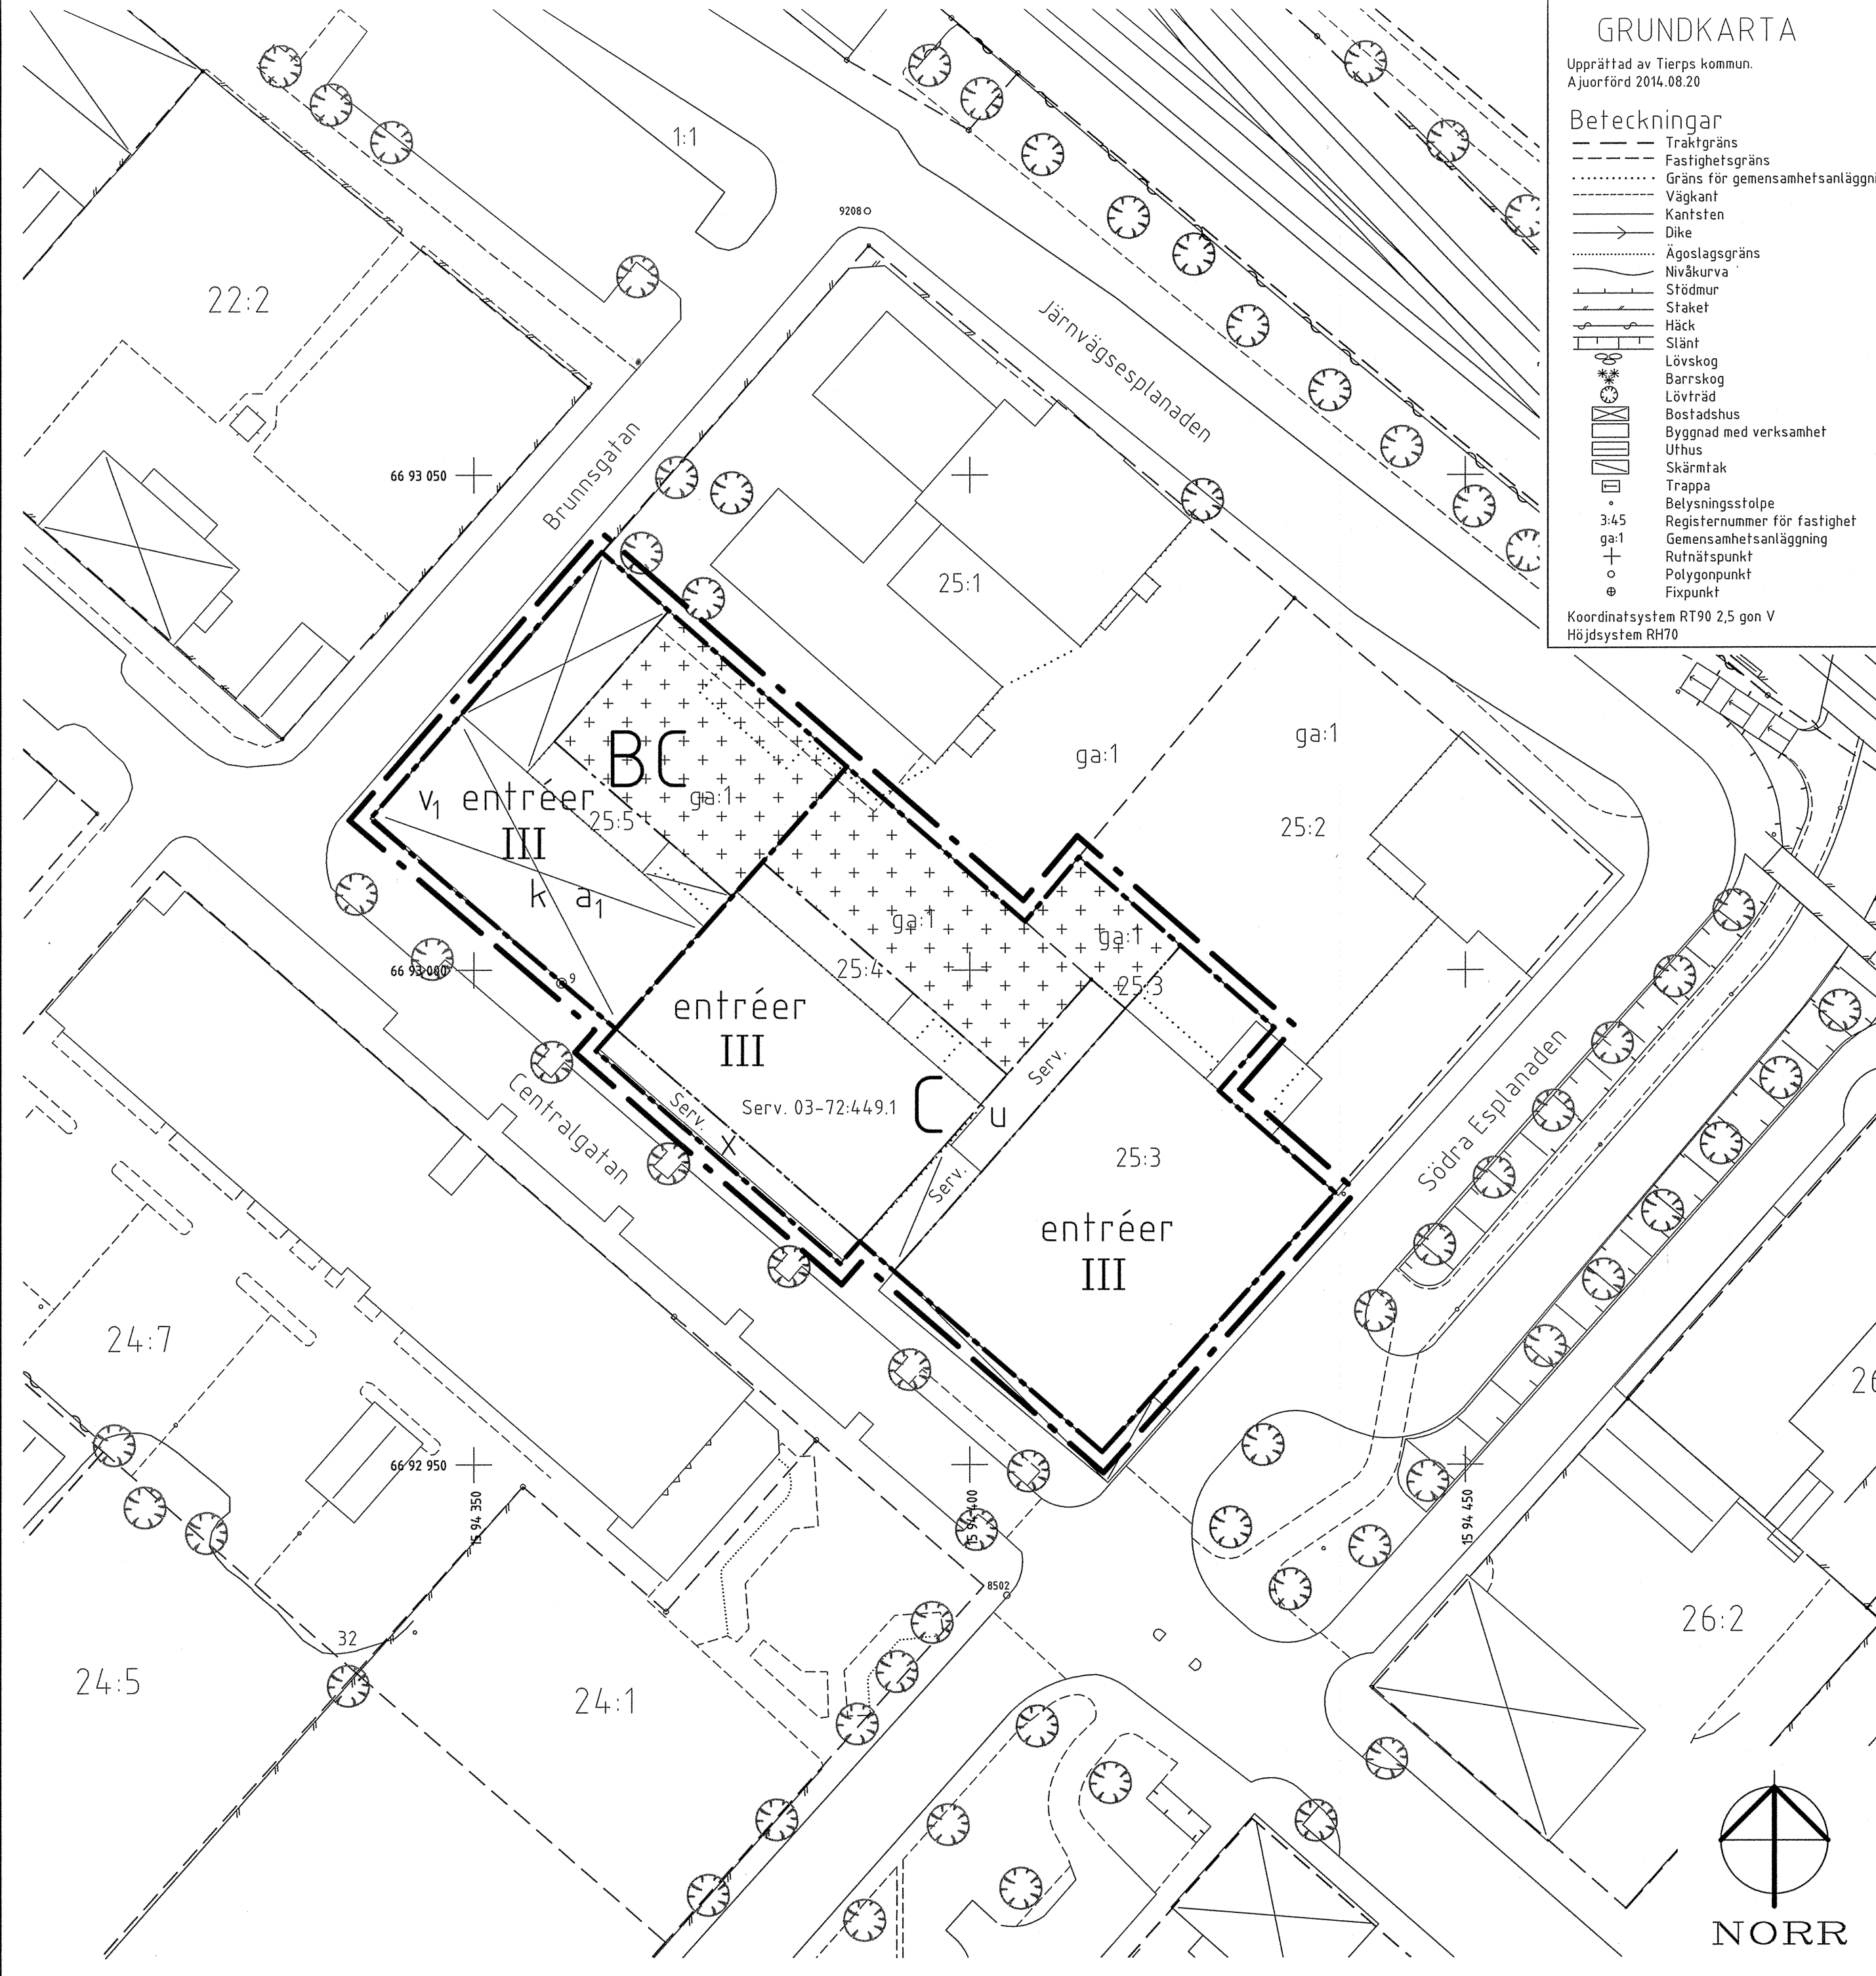 GRUNDKARTA
Upprättad av Tierps kommun.
Ajuorförd 2014.08.20
Beteckningar
Traktgräns
Fastighetsgräns
Vägkant
Kantsten
Dike
Ägoslagsgräns
Nivåkurva
Stödmur
Staket
Häck
Slänt
Lövskog
Barrskog
Lövträd
Bostadshus
Byggnad med verksamhet
Uthus
Skärmtak
Trappa
Belysningsstolpe
3:45 Registernummer för fastighet
ga:1 Gemensamhetsanläggning
Rutnätspunkt
Polygonpunkt
Fixpunkt
Koordinatsystem RT90 2,5 gon V
Höjdsystem RH70
Gräns för
1:1
9208
22:2
Järnvägsesplanaden
Brunnsgatan
66 93 050
25:1
BC
ga:1
ga:1
v1 entréer
ga:1
25:5
25:2
III
k a1
ga:1
ga:1
66 93 000
9
25:4
25:3
entréer
III
Serv.
Centralgatan
Serv.
Serv. 03-72:449.1
C
u
x
Södra Esplanaden
25:3
Serv.
entréer
III
24:7
66 92 950
15 94 350
15 94 400
15 94 450
8502
32
24:5
24:1
26:2
NORR